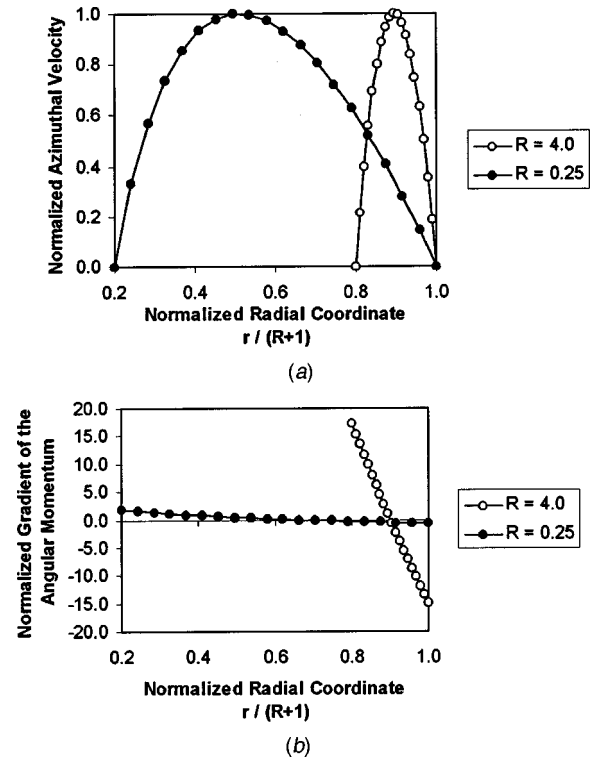 Normalized Azimuthal Velocity
1.0
0.8
0.6
0.4
0.2
0.0
0.2
0.4
0.6
0.8
1.0
Normalized Radial Coordinate
r / (R+1)
R = 4.0
R = 0.25
(a)
Normalized Gradient of the
Angular Momentum
20.0
15.0
10.0
5.0
0.0
-5.0
-10.0
-15.0
-20.0
0.2
0.4
0.6
0.8
1.0
Normalized Radial Coordinate
r / (R+1)
R = 4.0
R = 0.25
(b)